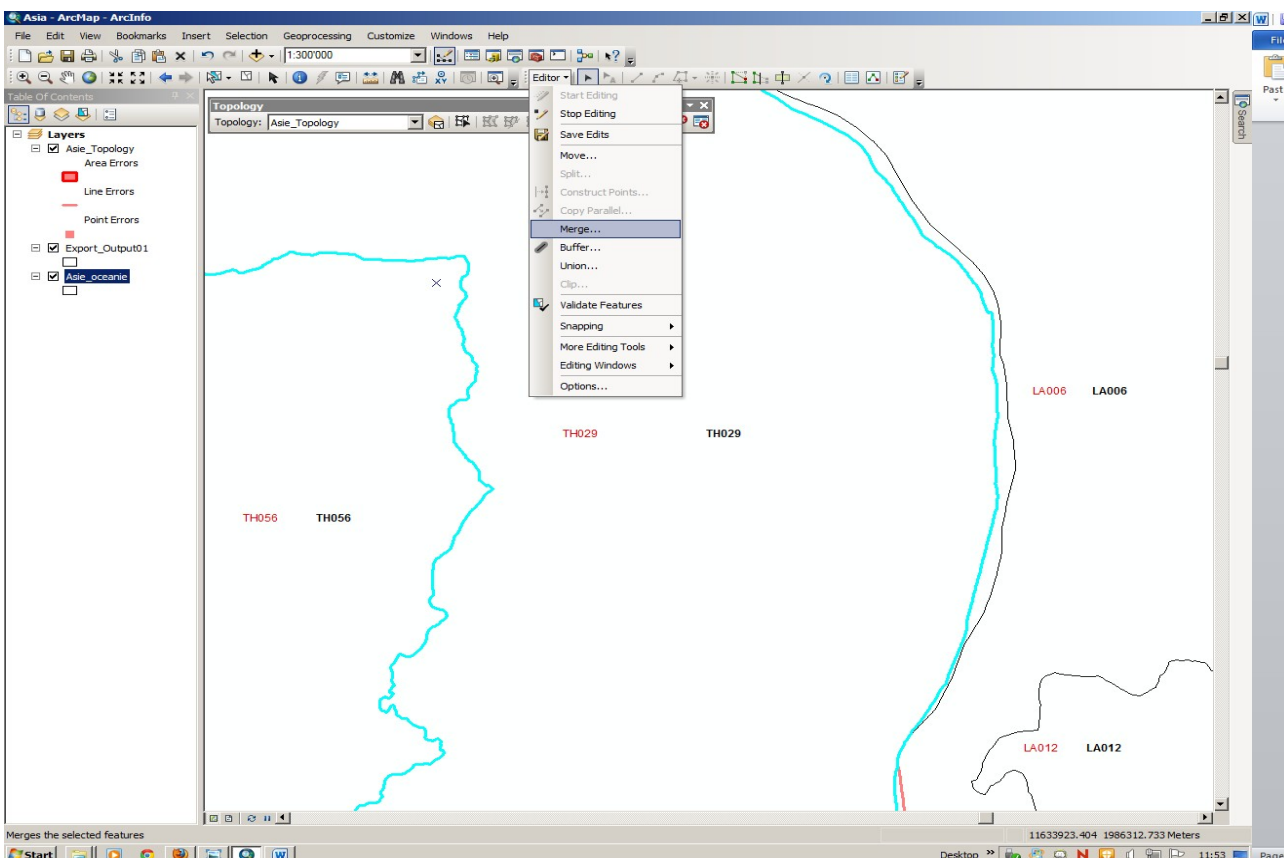 Asia - ArcMap - ArcInfo
File Edit View Bookmarks Insert Selection Geoprocessing Customize Windows Help
1:300'000
Editor
Table Of Contents
Layers
Asie_Topology
Area Errors
Line Errors
Point Errors
Export_Output01
Asie_oceanie
Topology
Topology: Asie_Topology
Start Editing
Stop Editing
Save Edits
Move...
Split...
Construct Points...
Copy Parallel...
Merge...
Buffer...
Union...
Clip...
Validate Features
Snapping
More Editing Tools
Editing Windows
Options...
LA006 LA006
TH029 TH029
TH056 TH056
LA012 LA012
Search
File
Past
Merges the selected features
11633923.404 1986312.733 Meters
Start
Desktop »
11:53
Page